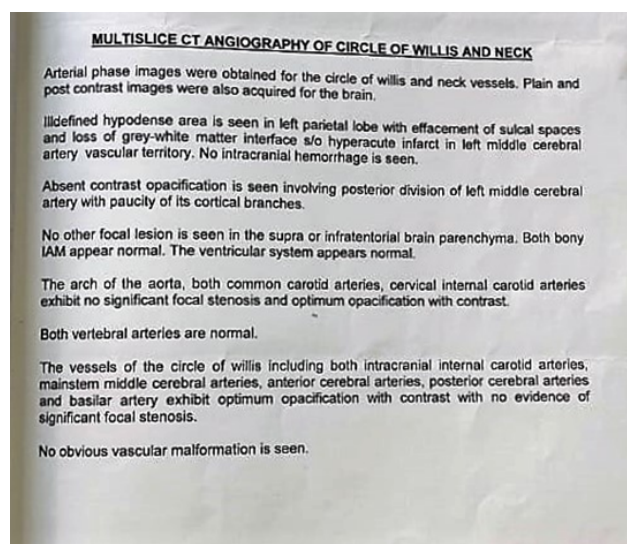 MULTISLICE CT ANGIOGRAPHY OF CIRCLE OF WILLIS AND NECK
Arterial phase images were obtained for the circle of willis and neck vessels. Plain and
post contrast images were also acquired for the brain.
Illdefined hypodense area is seen in left parietal lobe with effacement of sulcal spaces
and loss of grey-white matter interface s/o hyperacute infarct in left middle cerebral
artery vascular territory. No intracranial hemorrhage is seen.
Absent contrast opacification is seen involving posterior division of left middle cerebral
artery with paucity of its cortical branches.
No other focal lesion is seen in the supra or infratentorial brain parenchyma. Both bony
IAM appear normal. The ventricular system appears normal.
The arch of the aorta, both common carotid arteries, cervical internal carotid arteries
exhibit no significant focal stenosis and optimum opacification with contrast.
Both vertebral arteries are normal.
The vessels of the circle of willis including both intracranial internal carotid arteries,
mainstem middle cerebral arteries, anterior cerebral arteries, posterior cerebral arteries
and basilar artery exhibit optimum opacification with contrast with no evidence of
significant focal stenosis.
No obvious vascular malformation is seen.